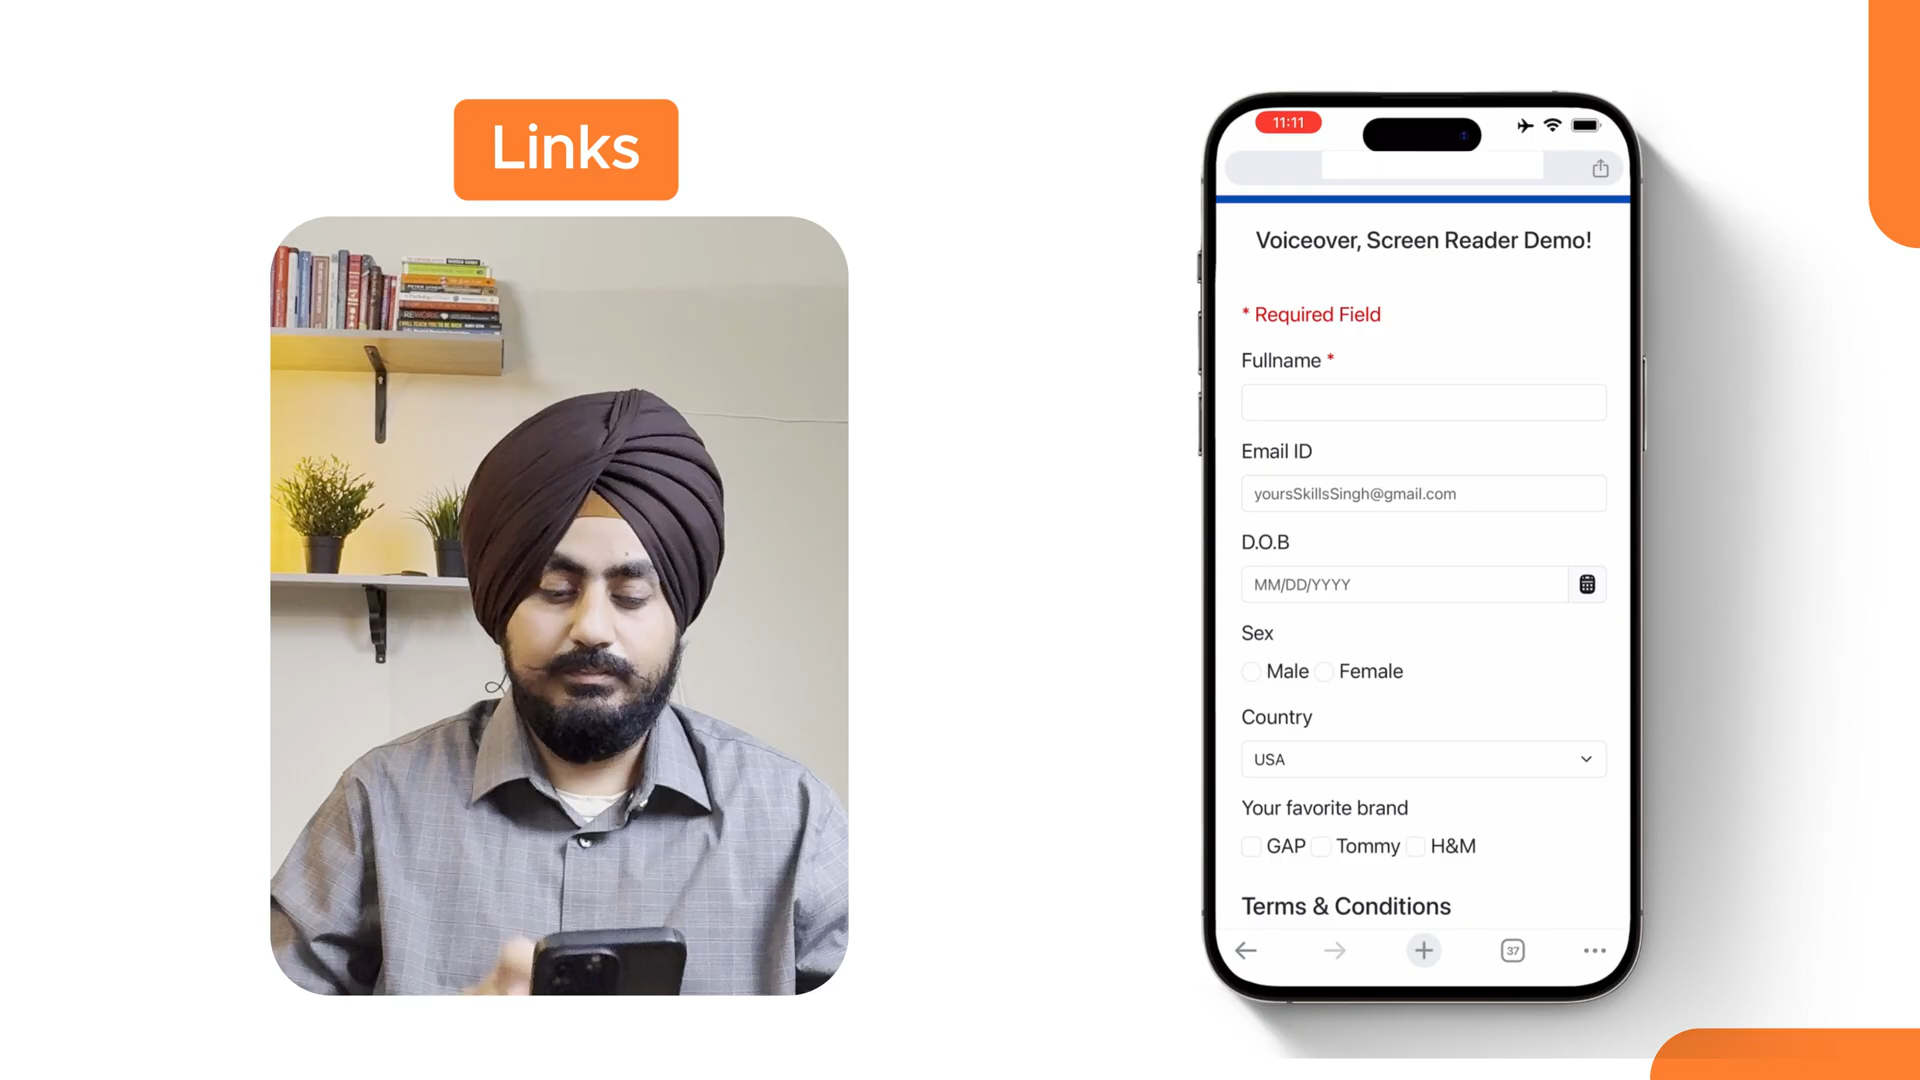 Links
REWORK
11:11
Voiceover, Screen Reader Demo!
* Required Field
Fullname *
Email ID
yoursSkillsSingh@gmail.com
D.O.B
MM/DD/YYYY
Sex
Male Female
Country
USA
Your favorite brand
GAP Tommy H&M
Terms & Conditions
37